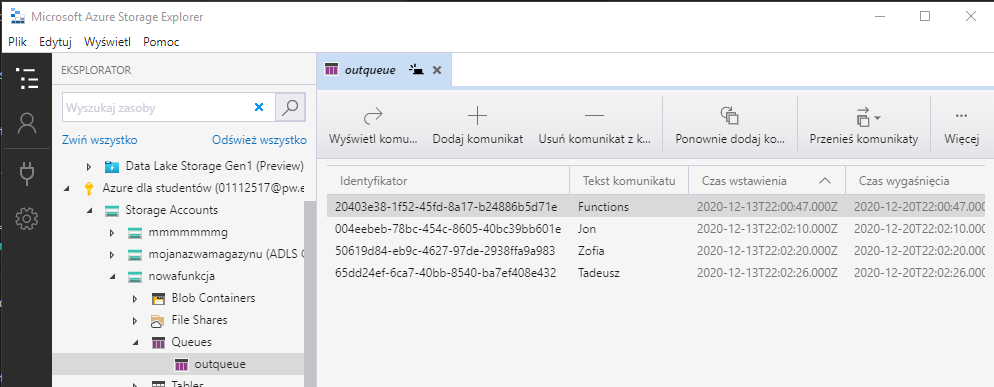 Microsoft Azure Storage Explorer
Plik Edytuj Wyświetl Pomoc
EKSPLORATOR
outqueue
Wyszukaj zasoby
Zwiń wszystko Odśwież wszystko
Wyświetl komu... Dodaj komunikat Usuń komunikat z k... Ponownie dodaj ko... Przenieś komunikaty Więcej
Data Lake Storage Gen1 (Preview)
Azure dla studentów (01112517@pw.e
Storage Accounts
mmmmmmmg
mojanazwamagazynu (ADLS G
nowafunkcja
Blob Containers
File Shares
Queues
outqueue
Tables
Identyfikator Tekst komunikatu Czas wstawienia Czas wygaśnięcia
20403e38-1f52-45fd-8a17-b24886b5d71e Functions 2020-12-13T22:00:47.000Z 2020-12-20T22:00:47.000Z
004eebeb-78bc-454c-8605-40bc39bb601e Jon 2020-12-13T22:02:10.000Z 2020-12-20T22:02:10.000Z
50619d84-eb9c-4627-97de-2938ffa9a983 Zofia 2020-12-13T22:02:20.000Z 2020-12-20T22:02:20.000Z
65dd24ef-6ca7-40bb-8540-ba7ef408e432 Tadeusz 2020-12-13T22:02:26.000Z 2020-12-20T22:02:26.000Z